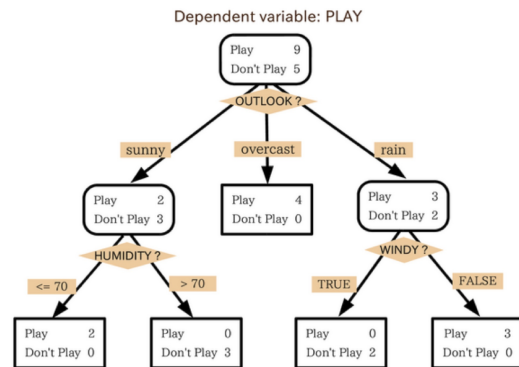 Dependent variable: PLAY
Play 9
Don't Play 5
OUTLOOK ?
sunny
overcast
rain
Play 2
Don't Play 3
Play 4
Don't Play 0
Play 3
Don't Play 2
HUMIDITY ?
WINDY ?
<= 70
> 70
TRUE
FALSE
Play 2
Don't Play 0
Play 0
Don't Play 3
Play 0
Don't Play 2
Play 3
Don't Play 0